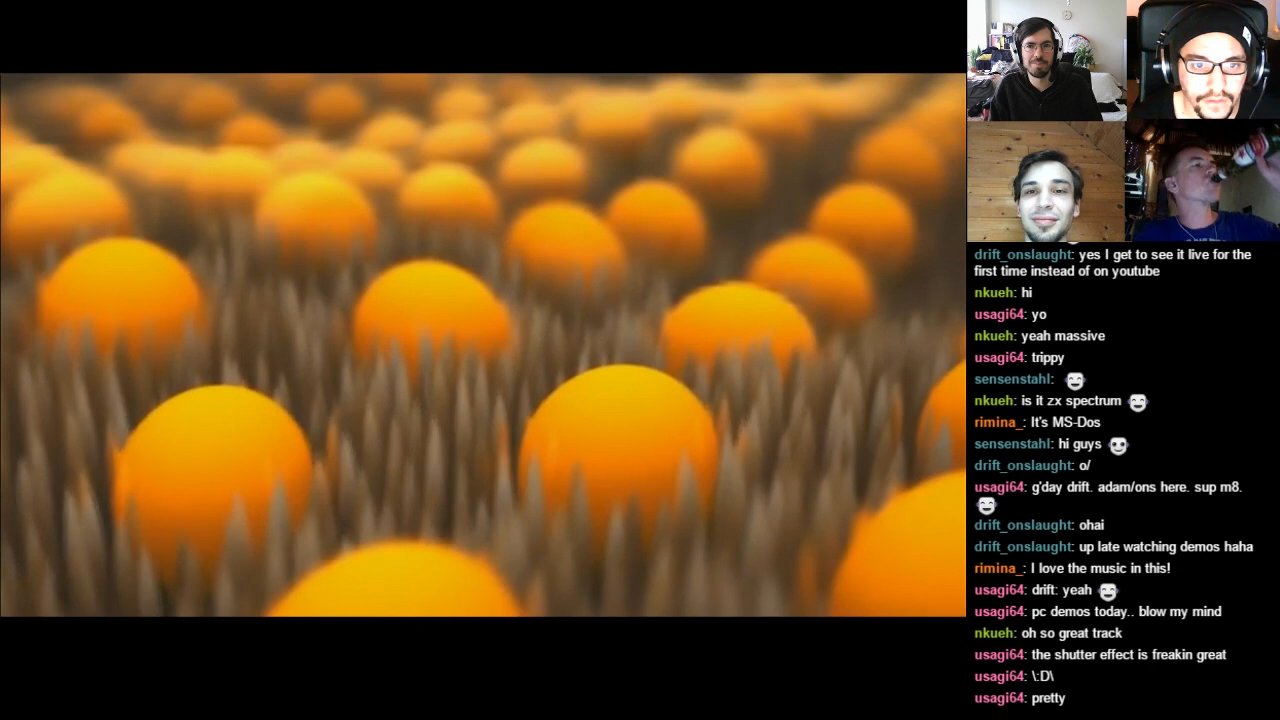 drift_onslaught: yes I get to see it live for the
first time instead of on youtube
nkueh: hi
usagi64: yo
nkueh: yeah massive
usagi64: trippy
sensenstahl:
nkueh: is it zx spectrum
rimina_: It's MS-Dos
sensenstahl: hi guys
drift_onslaught: o/
usagi64: g'day drift. adam/ons here. sup m8.
drift_onslaught: ohai
drift_onslaught: up late watching demos haha
rimina_: I love the music in this!
usagi64: drift: yeah
usagi64: pc demos today.. blow my mind
nkueh: oh so great track
usagi64: the shutter effect is freakin great
usagi64: \:D\
usagi64: pretty